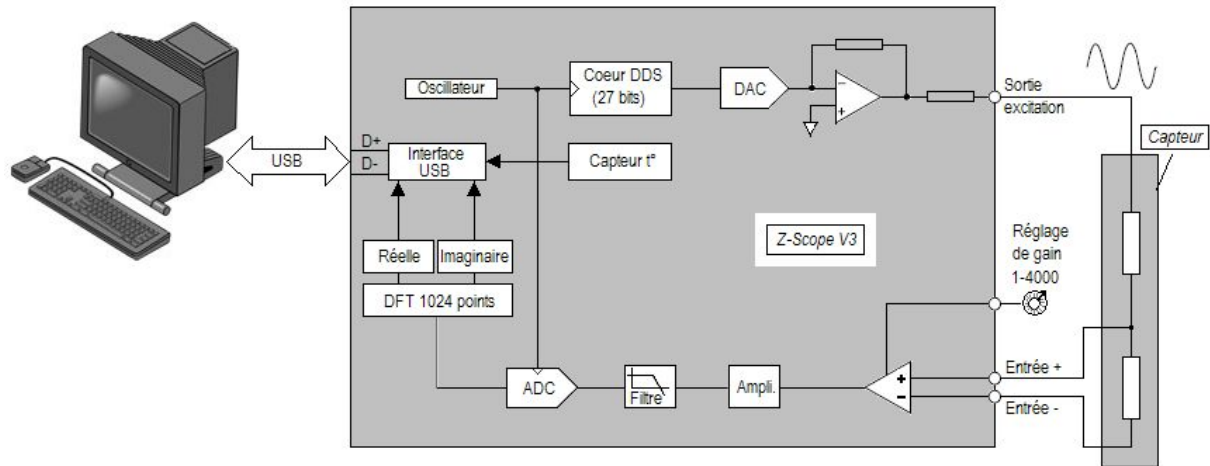 Oscillateur
Coeur DDS
(27 bits)
DAC
Sortie
excitation
Capteur
D+
D-
USB
Interface
USB
Capteur t°
Z-Scope V3
Réglage
de gain
1-4000
Réelle
Imaginaire
DFT 1024 points
ADC
Filtre
Ampli.
Entrée +
Entrée -